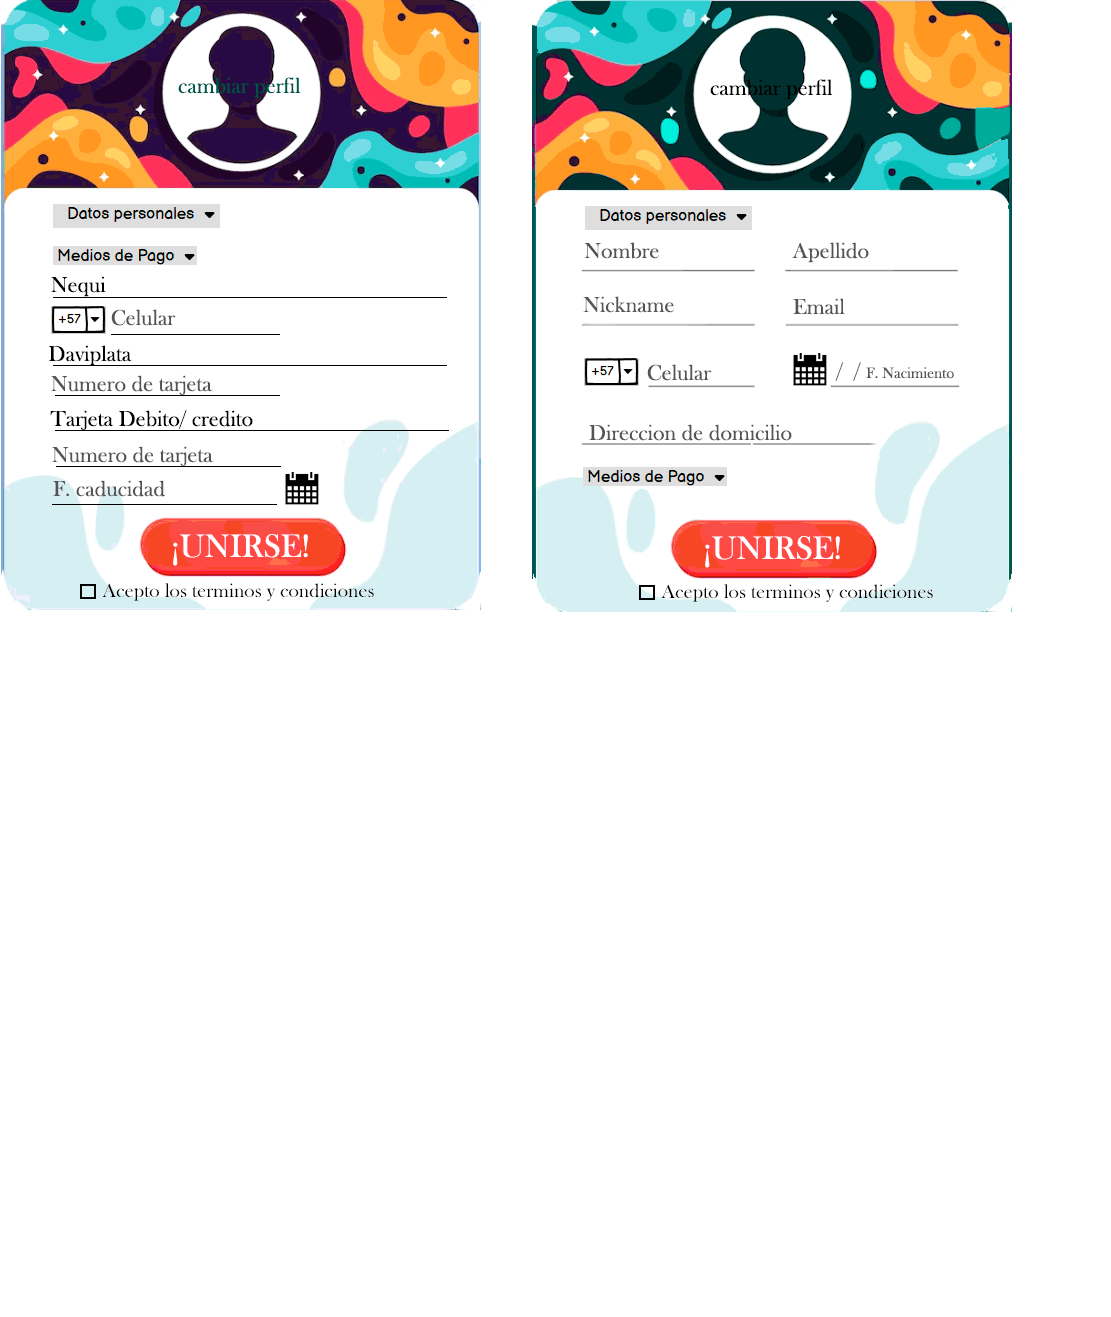 cambiar perfil
Datos personales
Medios de Pago
Nequi
+57 Celular
Daviplata
Numero de tarjeta
Tarjeta Debito/ credito
Numero de tarjeta
F. caducidad
¡UNIRSE!
Acepto los terminos y condiciones
cambiar perfil
Datos personales
Nombre Apellido
Nickname Email
+57 Celular / / F. Nacimiento
Direccion de domicilio
Medios de Pago
¡UNIRSE!
Acepto los terminos y condiciones